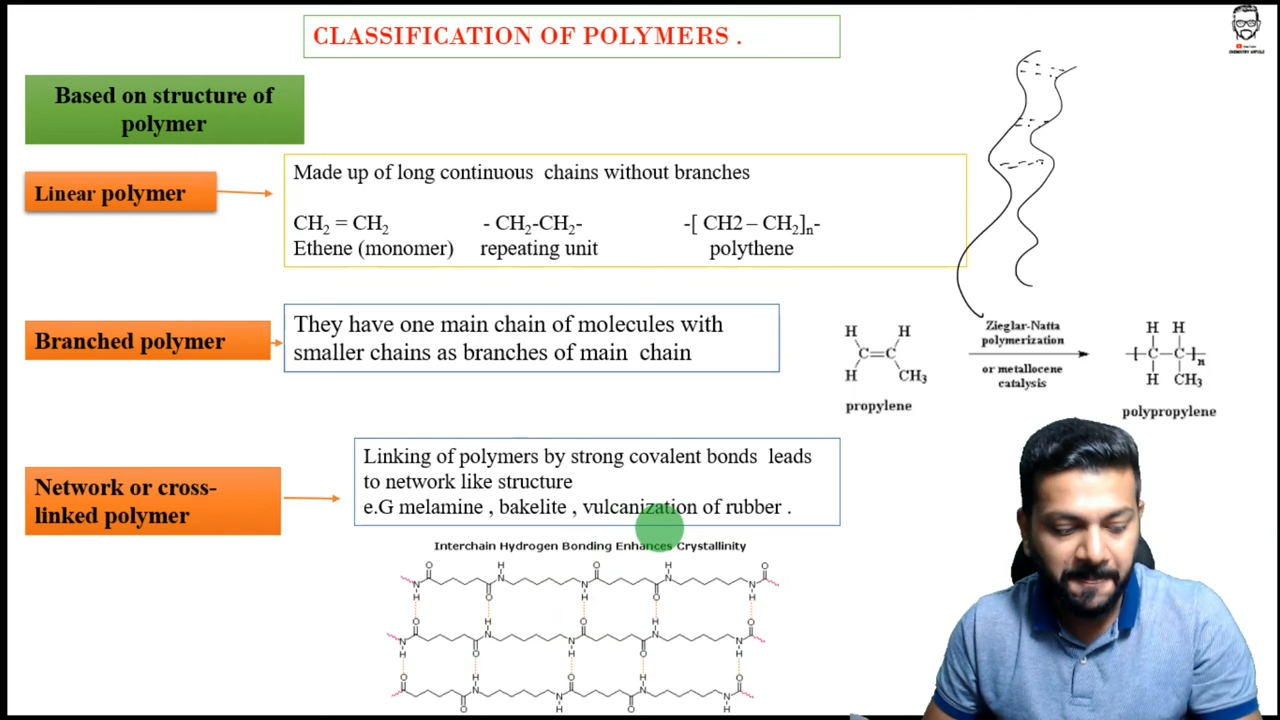 CLASSIFICATION OF POLYMERS .
Based on structure of
polymer
Linear polymer
Made up of long continuous chains without branches
CH₂ = CH₂ - CH₂-CH₂- -[ CH2 – CH₂]ₙ-
Ethene (monomer) repeating unit polythene
Branched polymer
They have one main chain of molecules with
smaller chains as branches of main chain
H H
C=C
H CH₃
propylene
Zieglar-Natta
polymerization
or metallocene
catalysis
H H
[C—C]ₙ
H CH₃
polypropylene
Network or cross-
linked polymer
Linking of polymers by strong covalent bonds leads
to network like structure
e.G melamine , bakelite , vulcanization of rubber .
Interchain Hydrogen Bonding Enhances Crystallinity
O H O H O
N N N N
H O H O H
O H O H O
N N N N
H O H O H
O H O H O
N N N
O H O H